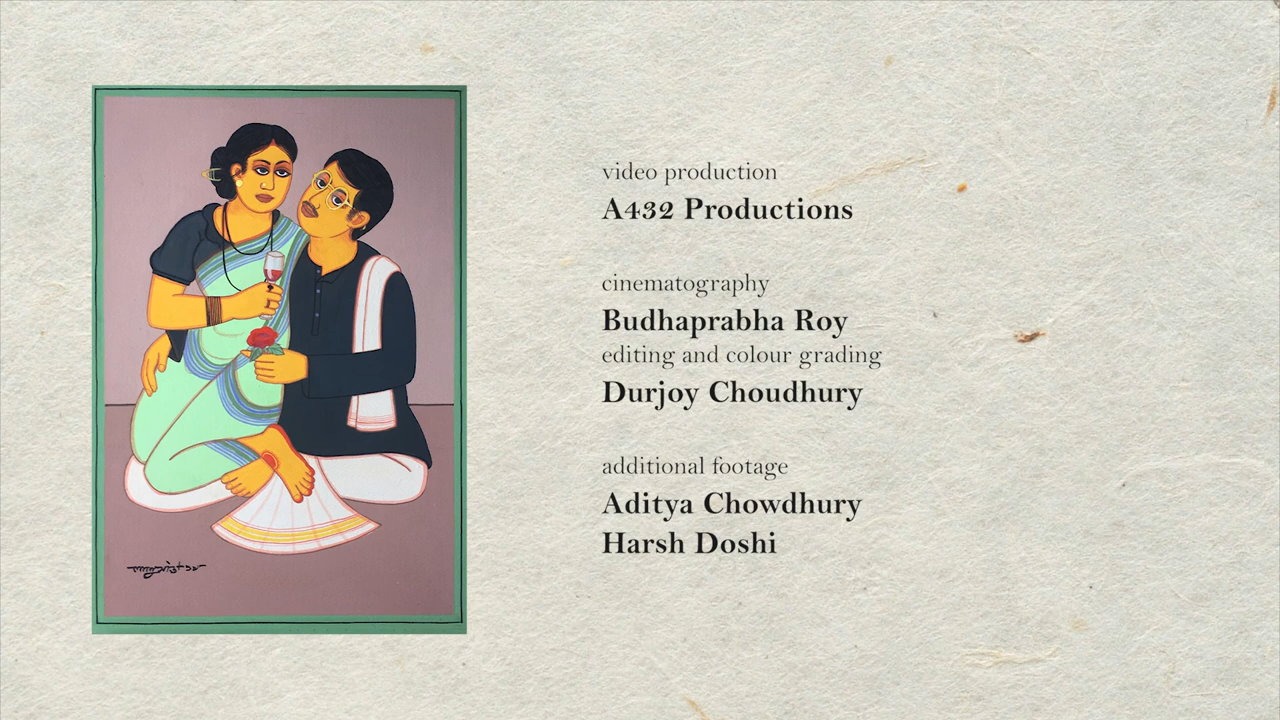 video production
A432 Productions
cinematography
Budhaprabha Roy
editing and colour grading
Durjoy Choudhury
additional footage
Aditya Chowdhury
Harsh Doshi